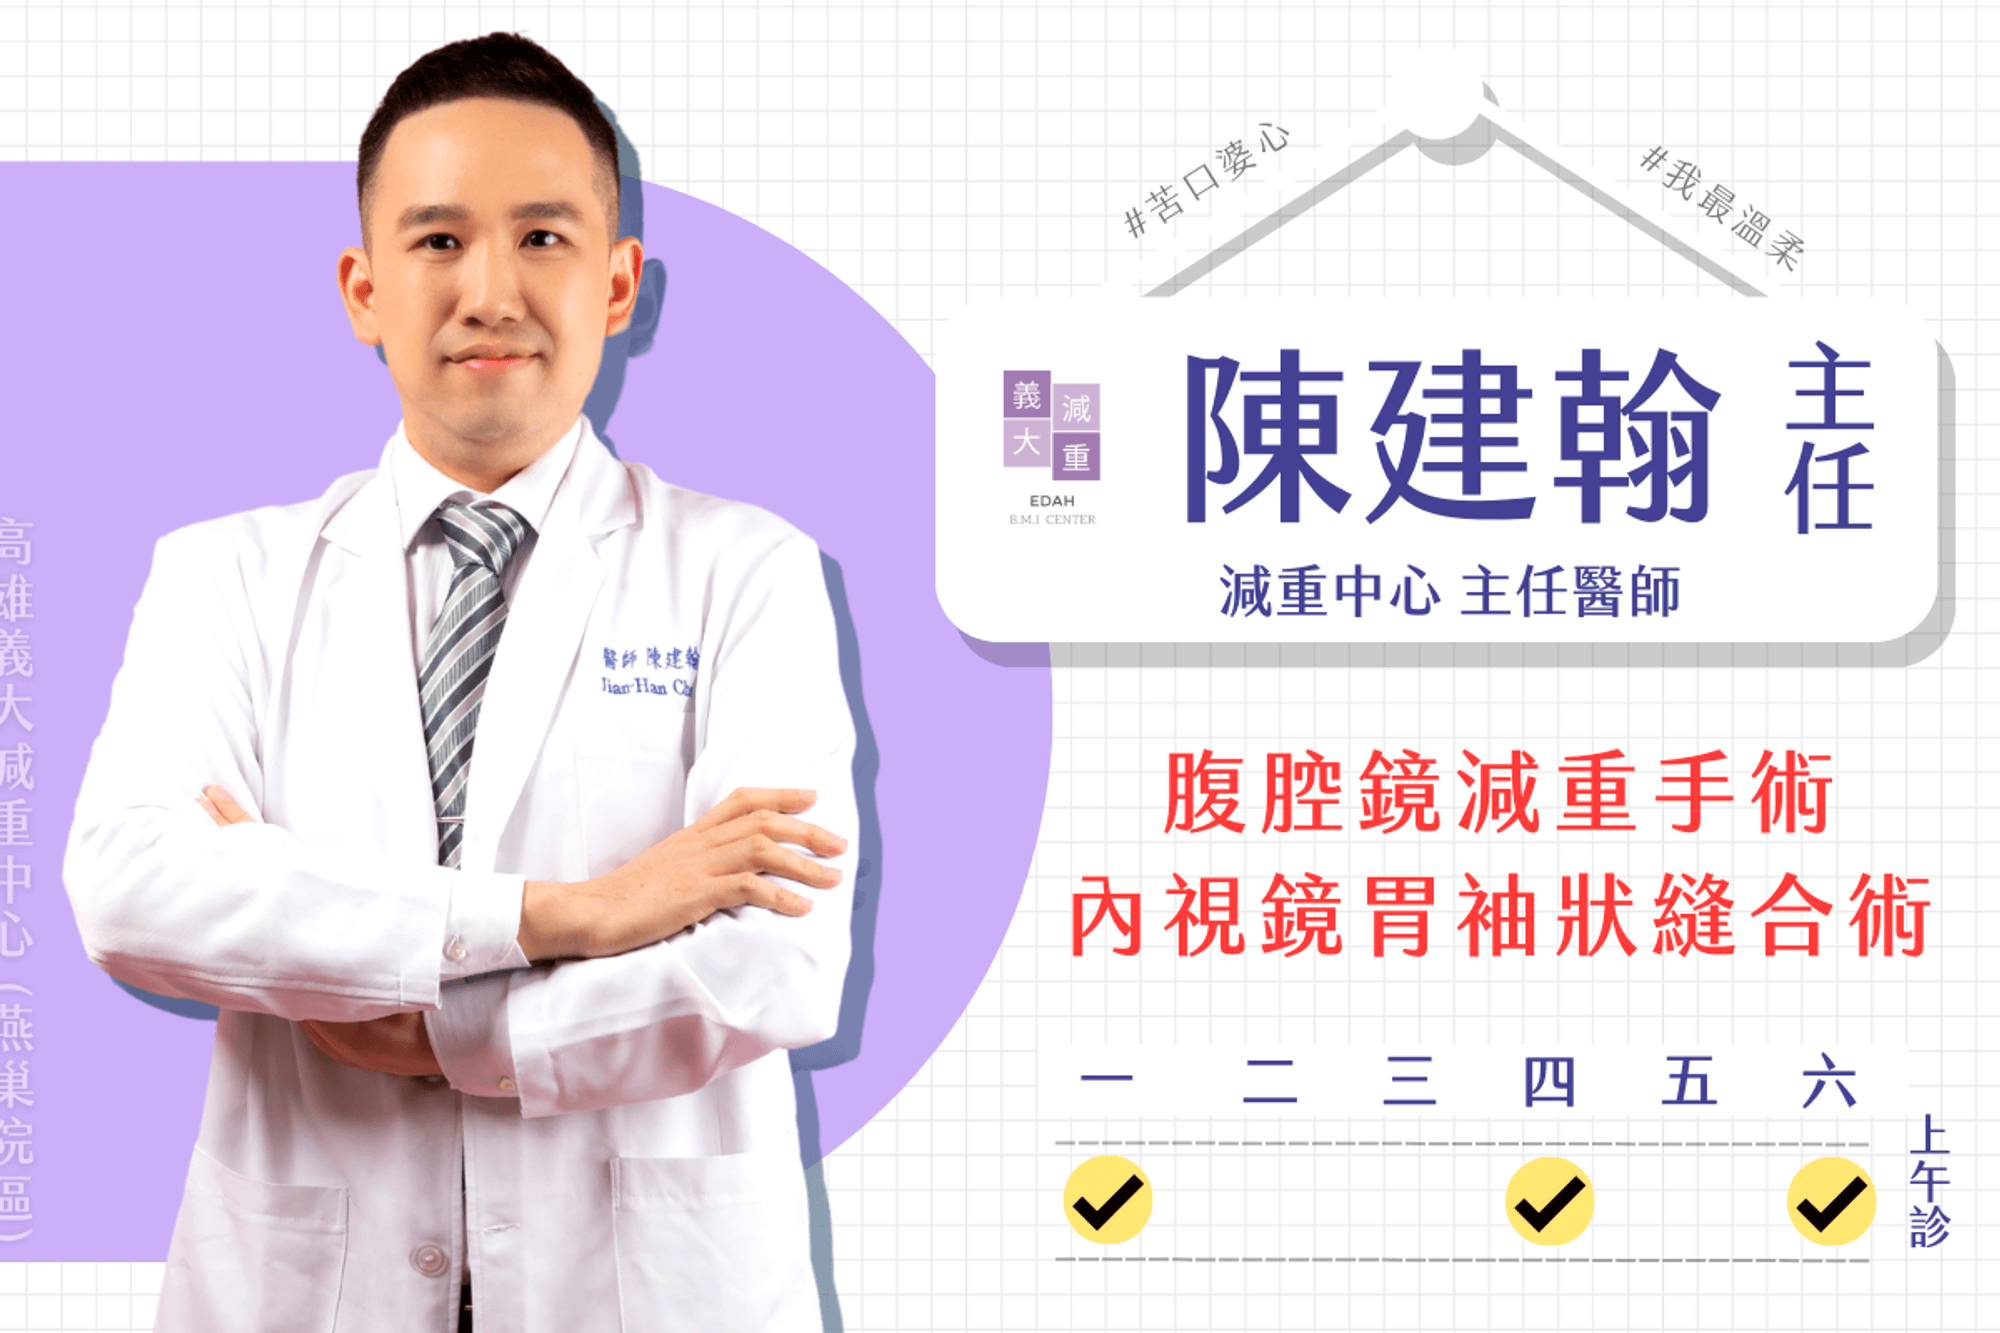 #苦口婆心
#我最溫柔
義大
減重
EDAH
B.M.I CENTER
陳建翰
主任
減重中心 主任醫師
醫師 陳建翰
Jian-Han Ch
腹腔鏡減重手術
內視鏡胃袖狀縫合術
一 二 三 四 五 六
上午診
高雄義大減重中心（燕巢院區）